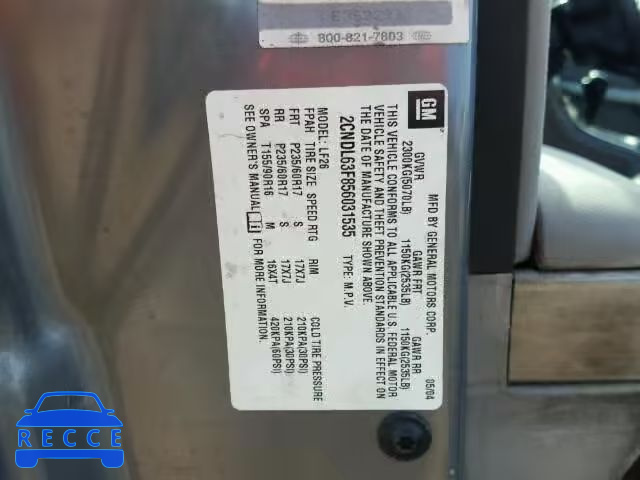 800-821-7803
GM
MFD BY GENERAL MOTORS CORP. 05/04
GVWR GAWR FRT GAWR RR
2300KG(5070LB) 1150KG(2535LB) 1150KG(2535LB)
THIS VEHICLE CONFORMS TO ALL APPLICABLE U.S. FEDERAL MOTOR
VEHICLE SAFETY AND THEFT PREVENTION STANDARDS IN EFFECT ON
THE DATE OF MANUFACTURE SHOWN ABOVE.
2CNDL63F856031535 TYPE: M.P.V.
MODEL: LF26
FPAH TIRE SIZE SPEED RTG RIM COLD TIRE PRESSURE
FRT P235/60R17 S 17X7J 210KPA(30PSI)
RR P235/60R17 S 17X7J 210KPA(30PSI)
SPA T155/90R16 M 16X4T 420KPA(60PSI)
SEE OWNER'S MANUAL FOR MORE INFORMATION.
RECCE